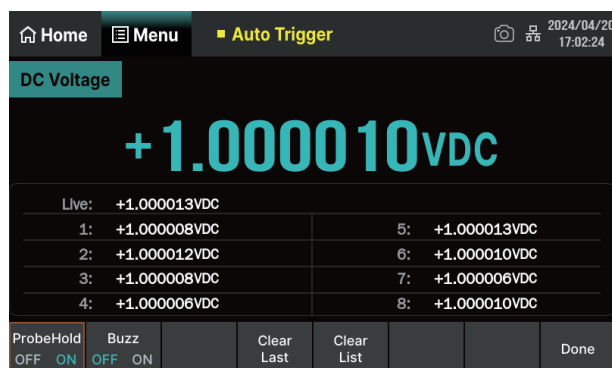 Home Menu Auto Trigger 2024/04/20
17:02:24
DC Voltage
+1.000010VDC
Live: +1.000013VDC
1: +1.000008VDC 5: +1.000013VDC
2: +1.000012VDC 6: +1.000010VDC
3: +1.000008VDC 7: +1.000006VDC
4: +1.000006VDC 8: +1.000010VDC
ProbeHold Buzz Clear Clear Done
OFF ON OFF ON Last List